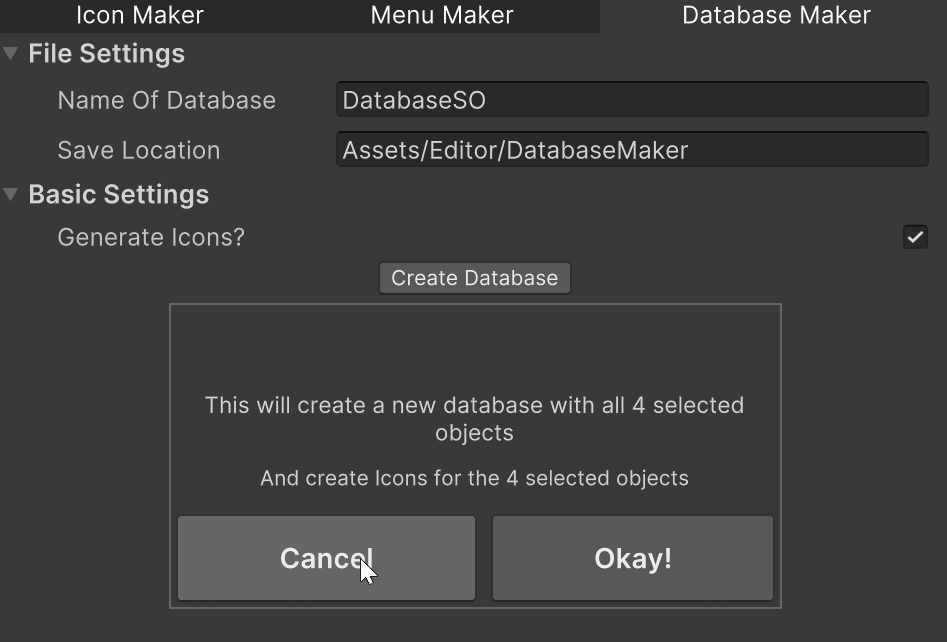 Icon Maker
Menu Maker
Database Maker
File Settings
Name Of Database
DatabaseSO
Save Location
Assets/Editor/DatabaseMaker
Basic Settings
Generate Icons?
Create Database
This will create a new database with all 4 selected
objects
And create Icons for the 4 selected objects
Cancel
Okay!